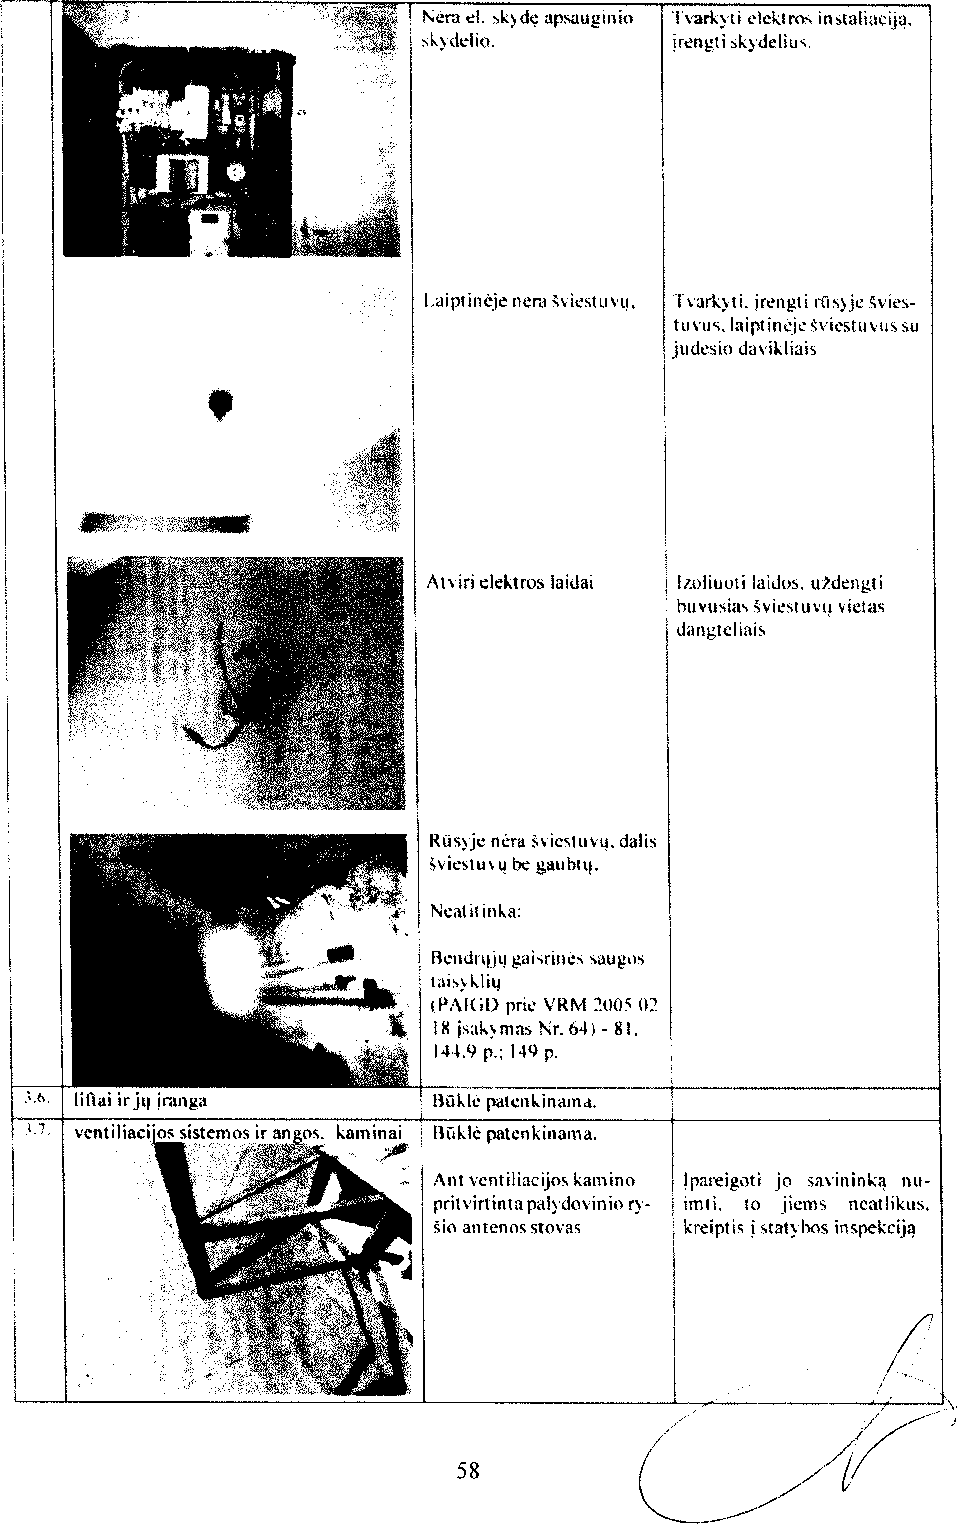 Nėra el. skydę apsauginio
skydelio.
Tvarkyti elektros instaliaciją,
įrengti skydelius.
Laiptinėje nėra šviestuvų.
Tvarkyti, įrengti rūsyje švies-
tuvus, laiptinėje šviestuvus su
judesio davikliais
Atviri elektros laidai
Izoliuoti laidus, uždengti
buvusias šviestuvų vietas
dangteliais
Rūsyje nėra šviestuvų, dalis
šviestuvų be gaubtų.
Neatitinka:
Bendrųjų gaisrinės saugos
taisyklių
(PAIGD prie VRM 2005 02
18 įsakymas Nr. 64) - 81,
144.9 p.; 149 p.
3.6. liftai ir jų įranga
Būklė patenkinama.
3.7. ventiliacijos sistemos ir angos, kaminai
Būklė patenkinama.
Ant ventiliacijos kamino
pritvirtinta palydovinio ry-
šio antenos stovas
Įpareigoti jo savininką nu-
imti, to jiems neatlikus,
kreiptis į statybos inspekciją
58